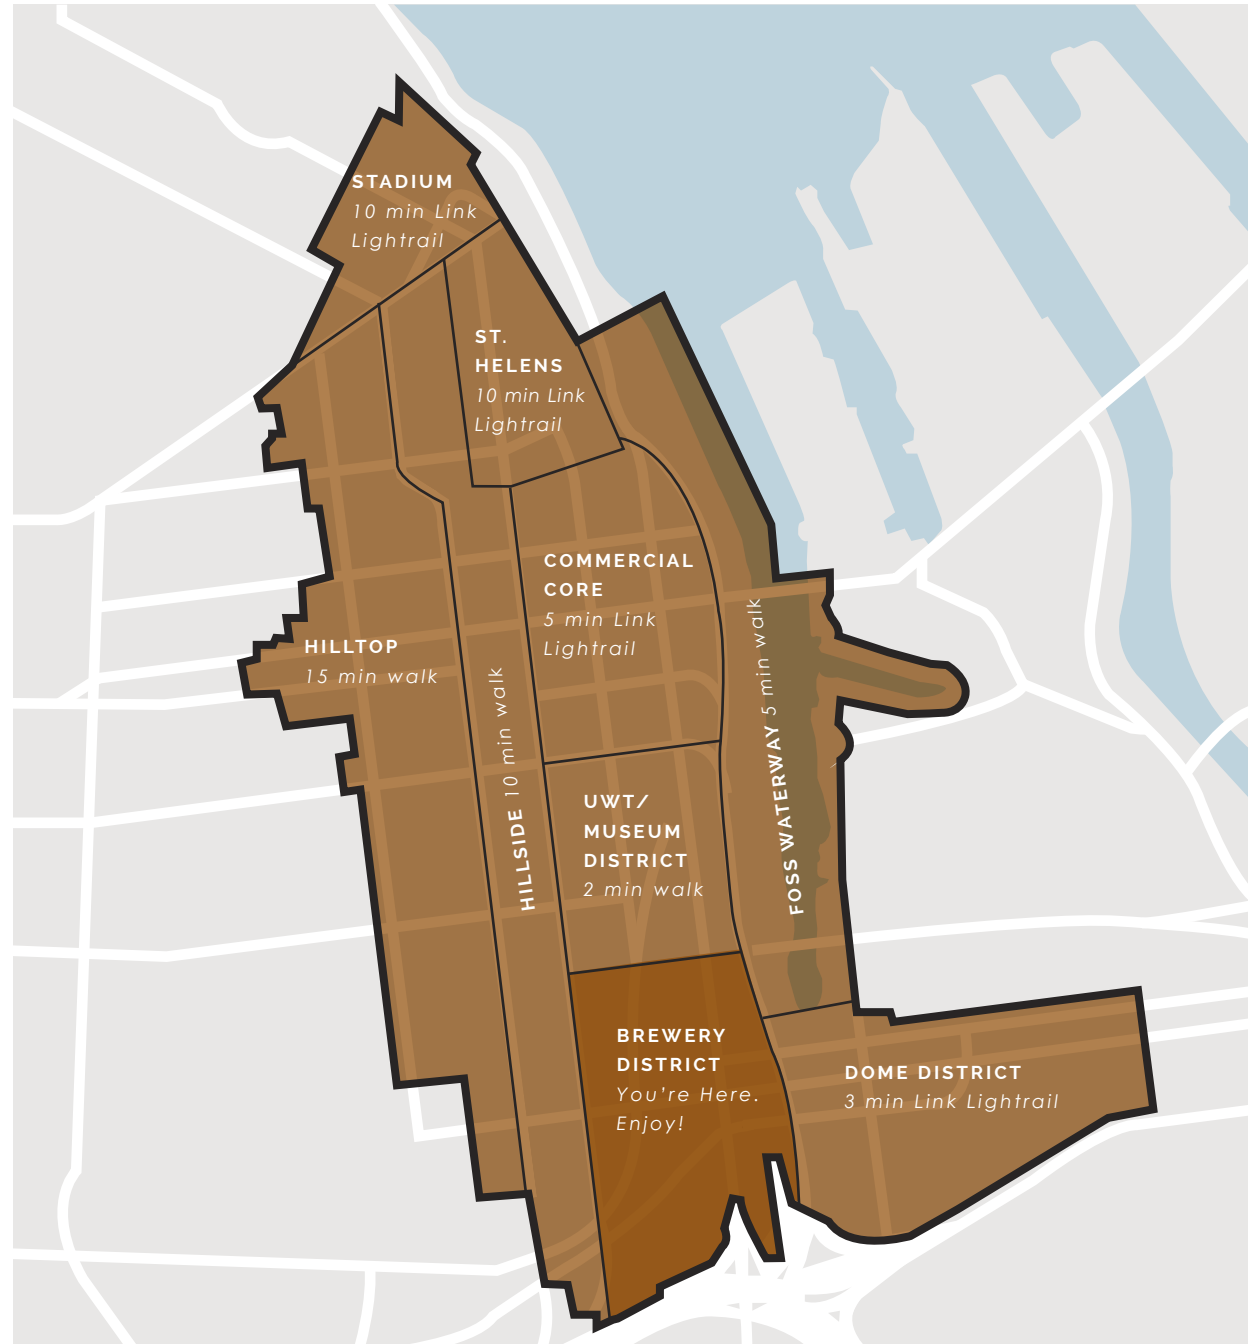 STADIUM
10 min Link
Lightrail
ST.
HELENS
10 min Link
Lightrail
COMMERCIAL
CORE
5 min Link
Lightrail
HILLTOP
15 min walk
HILLSIDE 10 min walk
FOSS WATERWAY 5 min walk
UWT/
MUSEUM
DISTRICT
2 min walk
BREWERY
DISTRICT
You're Here.
Enjoy!
DOME DISTRICT
3 min Link Lightrail